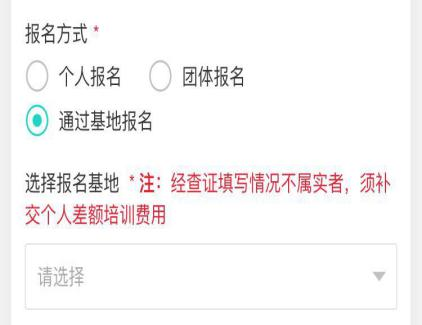 报名方式 *
个人报名 团体报名
通过基地报名
选择报名基地 * 注：经查证填写情况不属实者，须补
交个人差额培训费用
请选择